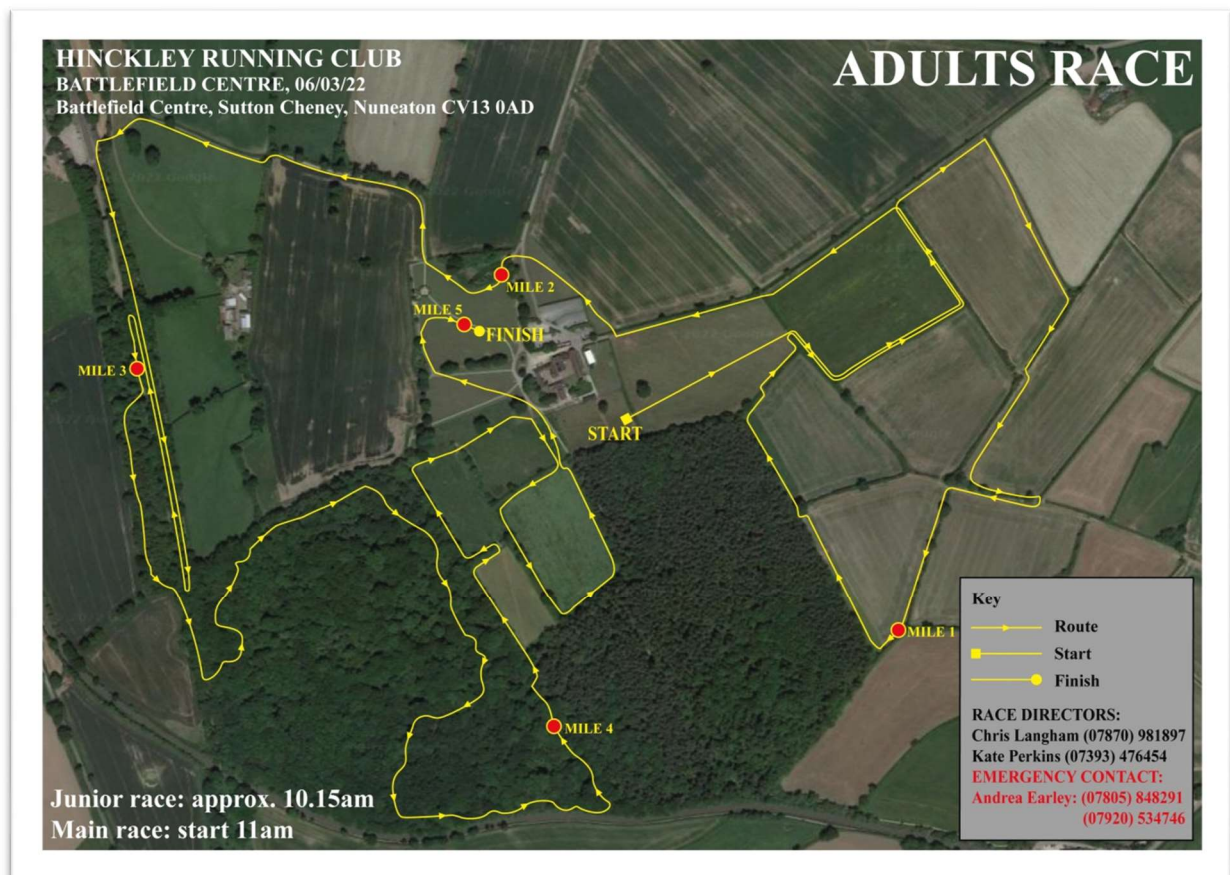 HINCKLEY RUNNING CLUB
BATTLEFIELD CENTRE, 06/03/22
Battlefield Centre, Sutton Cheney, Nuneaton CV13 0AD
ADULTS RACE
MILE 2
MILE 5
FINISH
MILE 3
START
MILE 1
MILE 4
Key
Route
Start
Finish
RACE DIRECTORS:
Chris Langham (07870) 981897
Kate Perkins (07393) 476454
EMERGENCY CONTACT:
Andrea Earley: (07805) 848291
(07920) 534746
Junior race: approx. 10.15am
Main race: start 11am